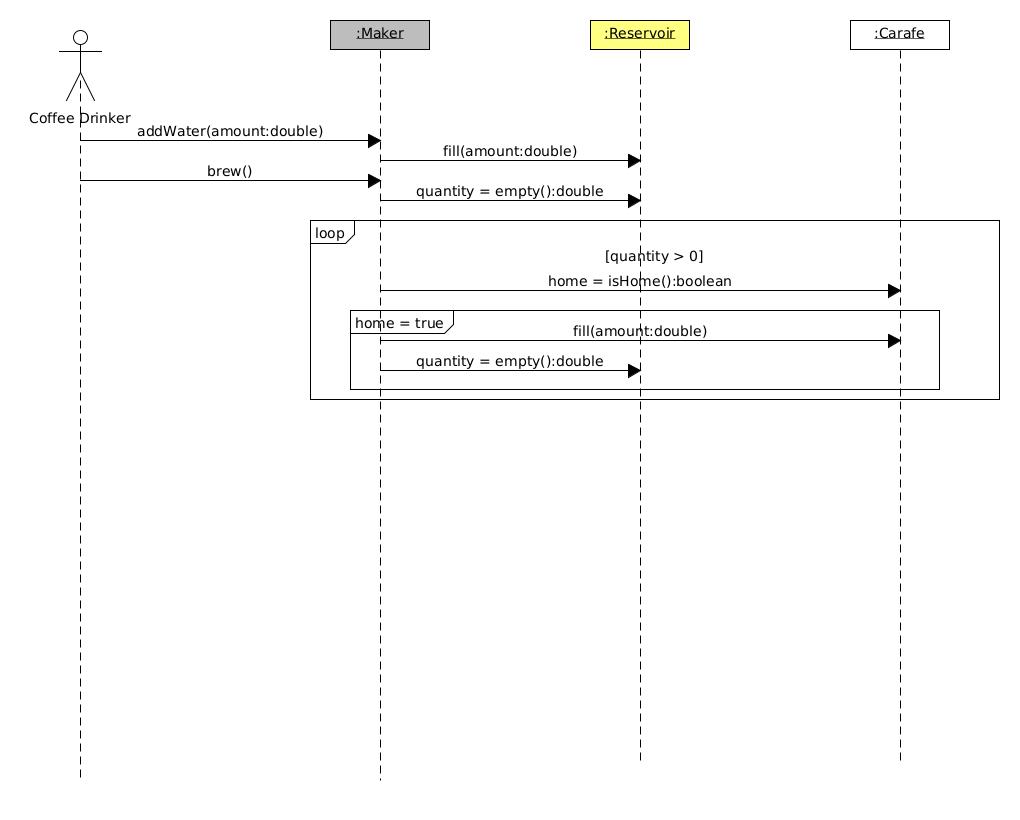 :Maker
:Reservoir
:Carafe
Coffee Drinker
addWater(amount:double)
fill(amount:double)
brew()
quantity = empty():double
loop
[quantity > 0]
home = isHome():boolean
home = true
fill(amount:double)
quantity = empty():double